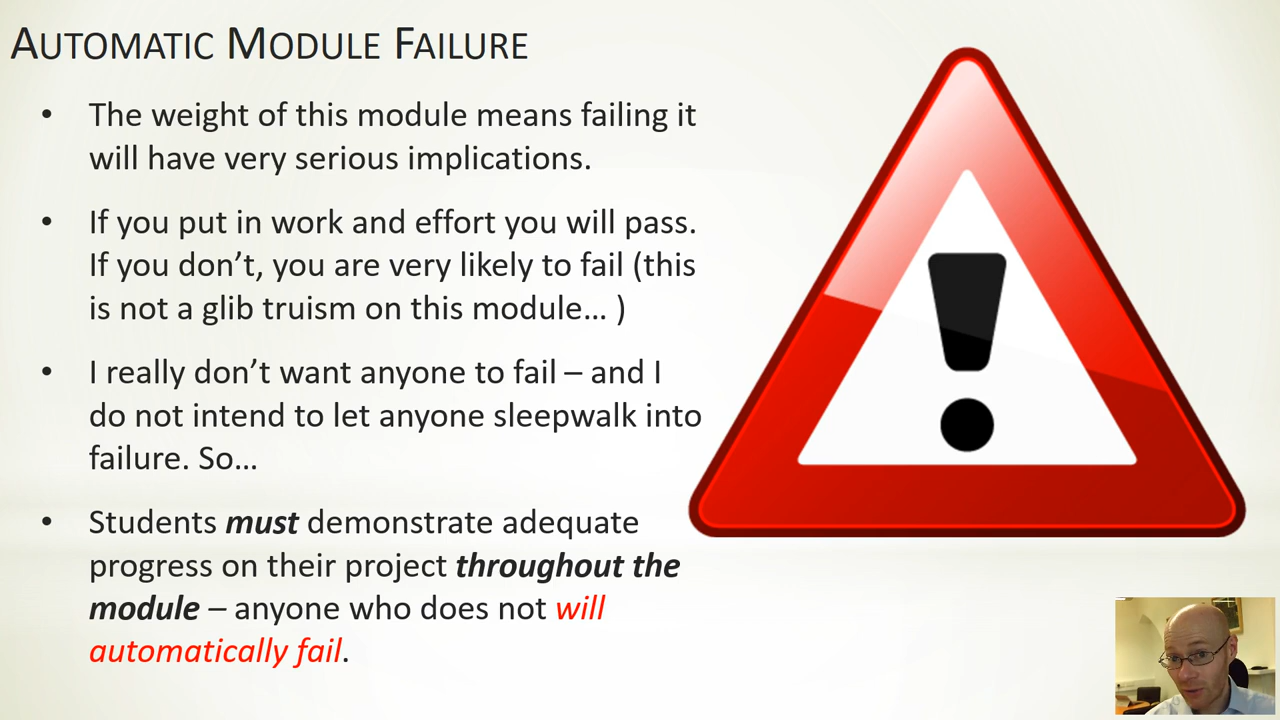 AUTOMATIC MODULE FAILURE
• The weight of this module means failing it
will have very serious implications.
• If you put in work and effort you will pass.
If you don’t, you are very likely to fail (this
is not a glib truism on this module… )
• I really don’t want anyone to fail – and I
do not intend to let anyone sleepwalk into
failure. So…
• Students must demonstrate adequate
progress on their project throughout the
module – anyone who does not will
automatically fail.